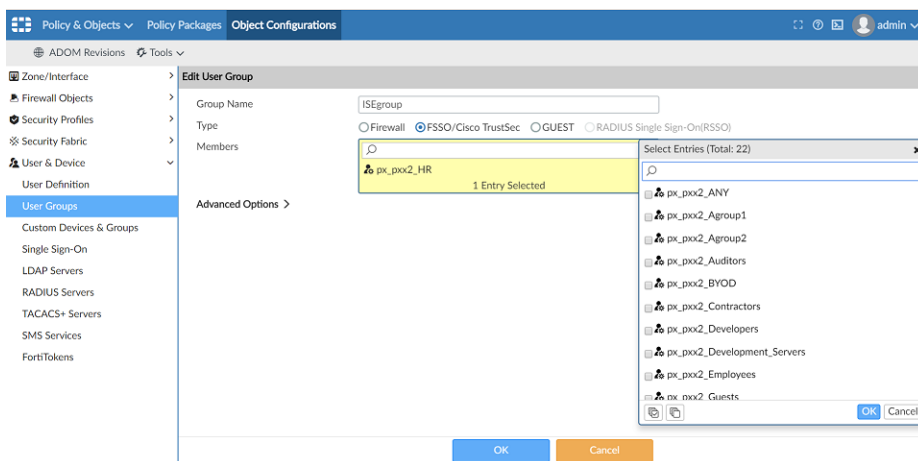 Policy & Objects Policy Packages Object Configurations admin
ADOM Revisions Tools
Zone/Interface
Firewall Objects
Security Profiles
Security Fabric
User & Device
User Definition
User Groups
Custom Devices & Groups
Single Sign-On
LDAP Servers
RADIUS Servers
TACACS+ Servers
SMS Services
FortiTokens
Edit User Group
Group Name ISEgroup
Type Firewall FSSO/Cisco TrustSec GUEST RADIUS Single Sign-On(RSSO)
Members
px_pxx2_HR
1 Entry Selected
Advanced Options >
Select Entries (Total: 22)
px_pxx2_ANY
px_pxx2_Agroup1
px_pxx2_Agroup2
px_pxx2_Auditors
px_pxx2_BYOD
px_pxx2_Contractors
px_pxx2_Developers
px_pxx2_Development_Servers
px_pxx2_Employees
px_pxx2_Guests
OK Cancel
OK Cancel